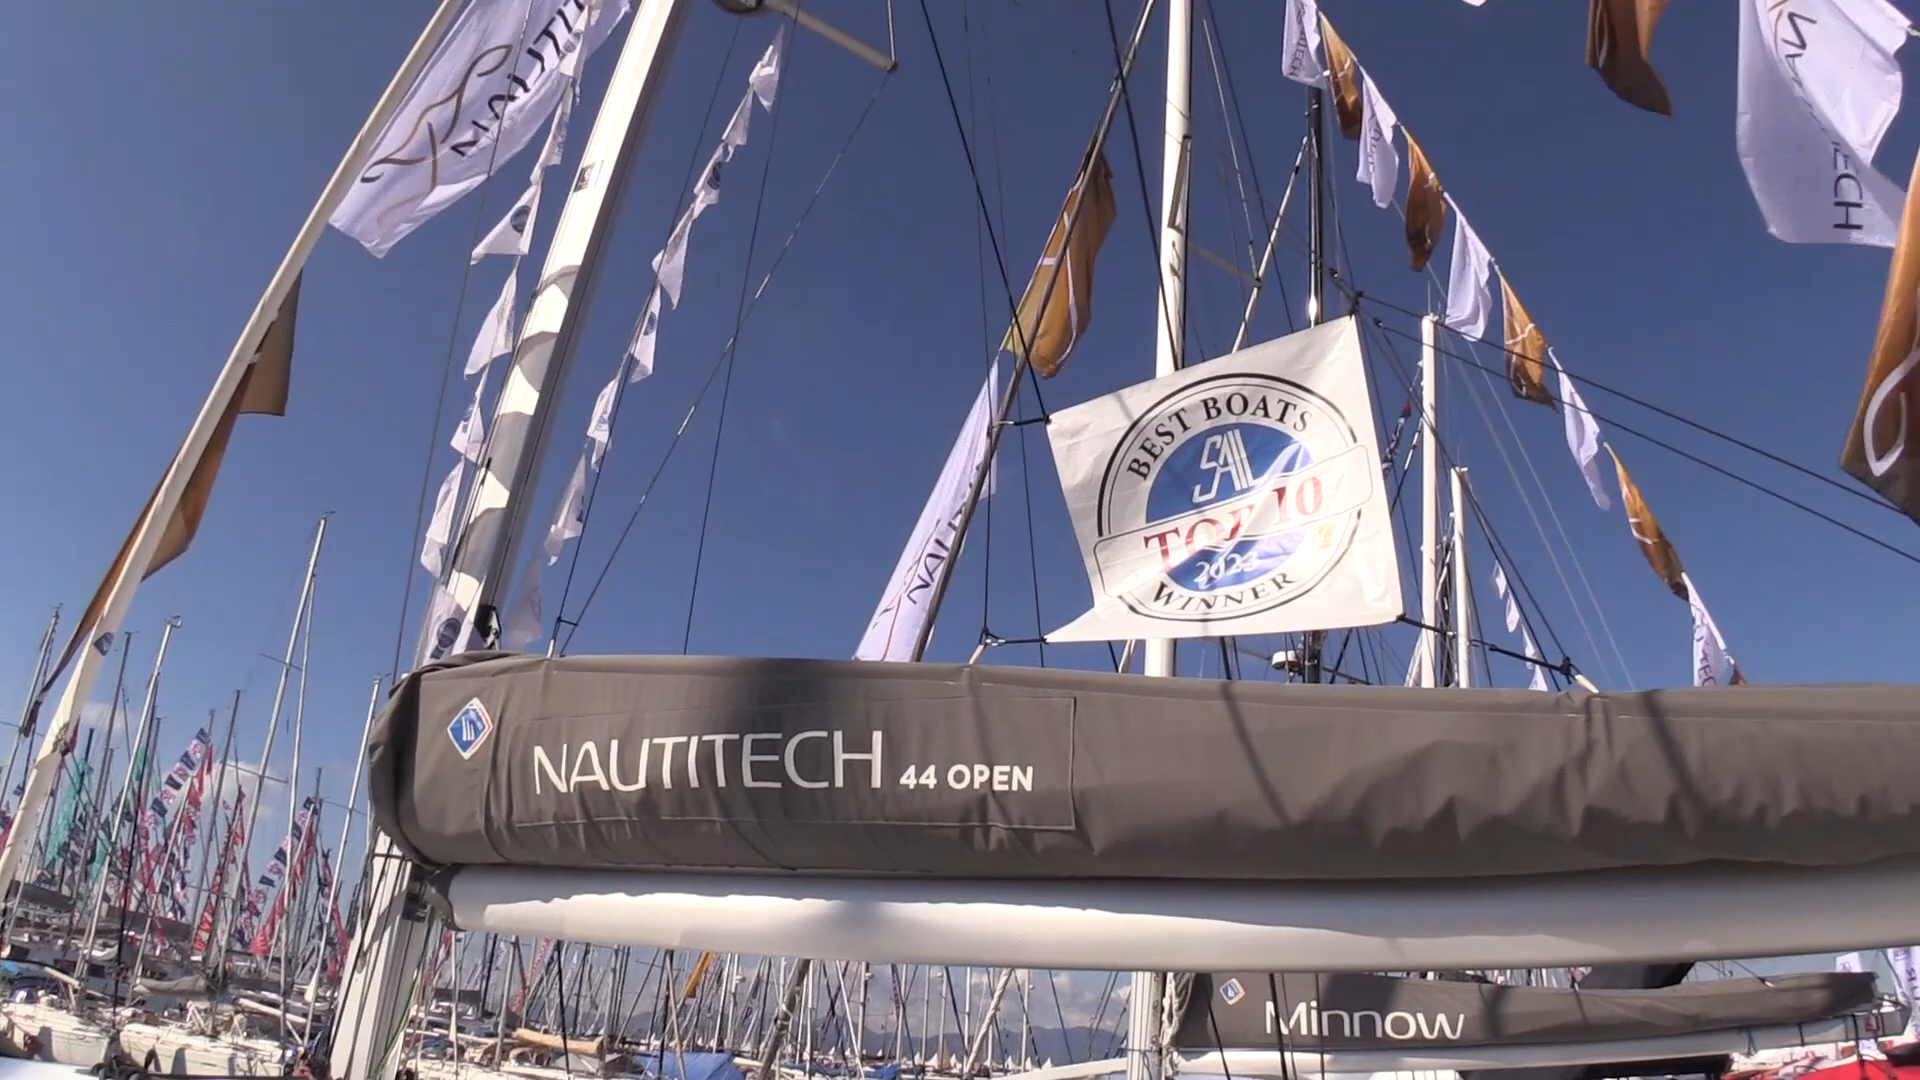 BEST BOATS
SAIL
TOP 10
2023
WINNER
NAUTITECH 44 OPEN
Minnow